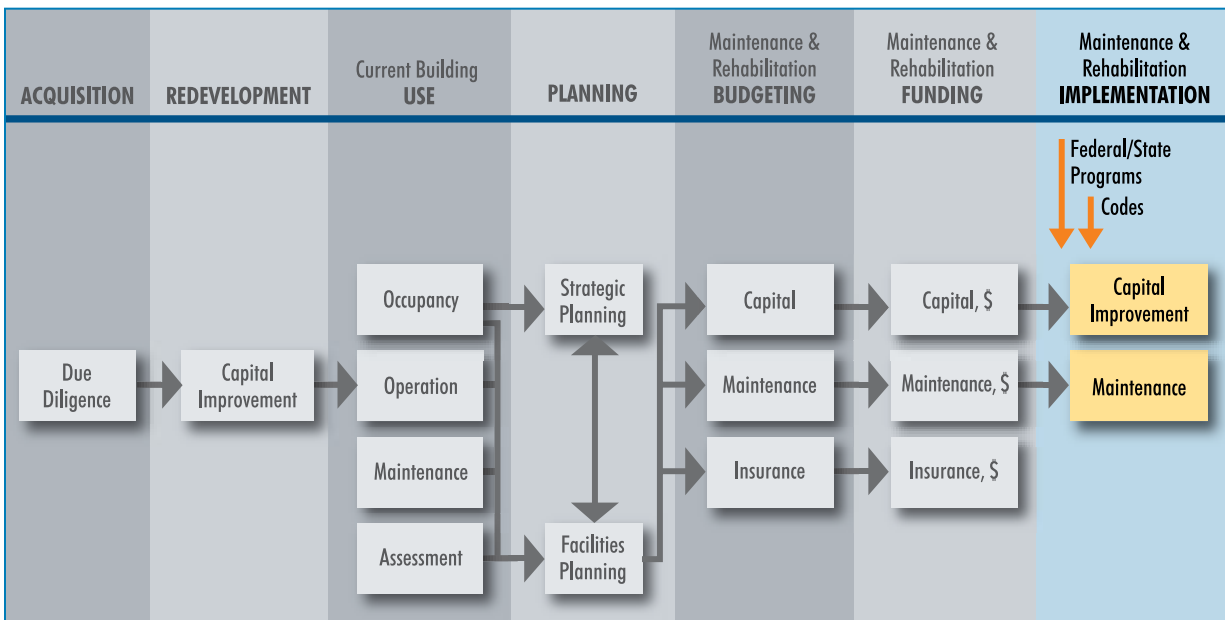 ACQUISITION
REDEVELOPMENT
Current Building
USE
PLANNING
Maintenance &
Rehabilitation
BUDGETING
Maintenance &
Rehabilitation
FUNDING
Maintenance &
Rehabilitation
IMPLEMENTATION
Federal/State
Programs
Codes
Due
Diligence
Capital
Improvement
Occupancy
Operation
Maintenance
Assessment
Strategic
Planning
Facilities
Planning
Capital
Maintenance
Insurance
Capital, $
Maintenance, $
Insurance, $
Capital
Improvement
Maintenance